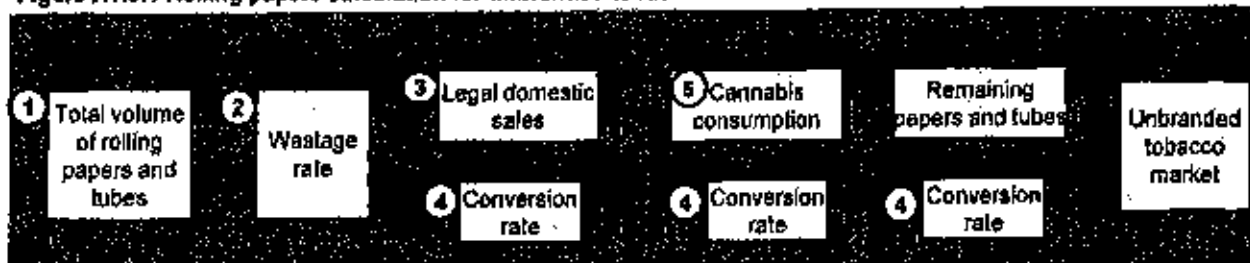 1
Total volume
of rolling
papers and
tubes
2
Wastage
rate
3
Legal domestic
sales
4
Conversion
rate
5
Cannabis
consumption
4
Conversion
rate
Remaining
papers and tubes
4
Conversion
rate
Unbranded
tobacco
market